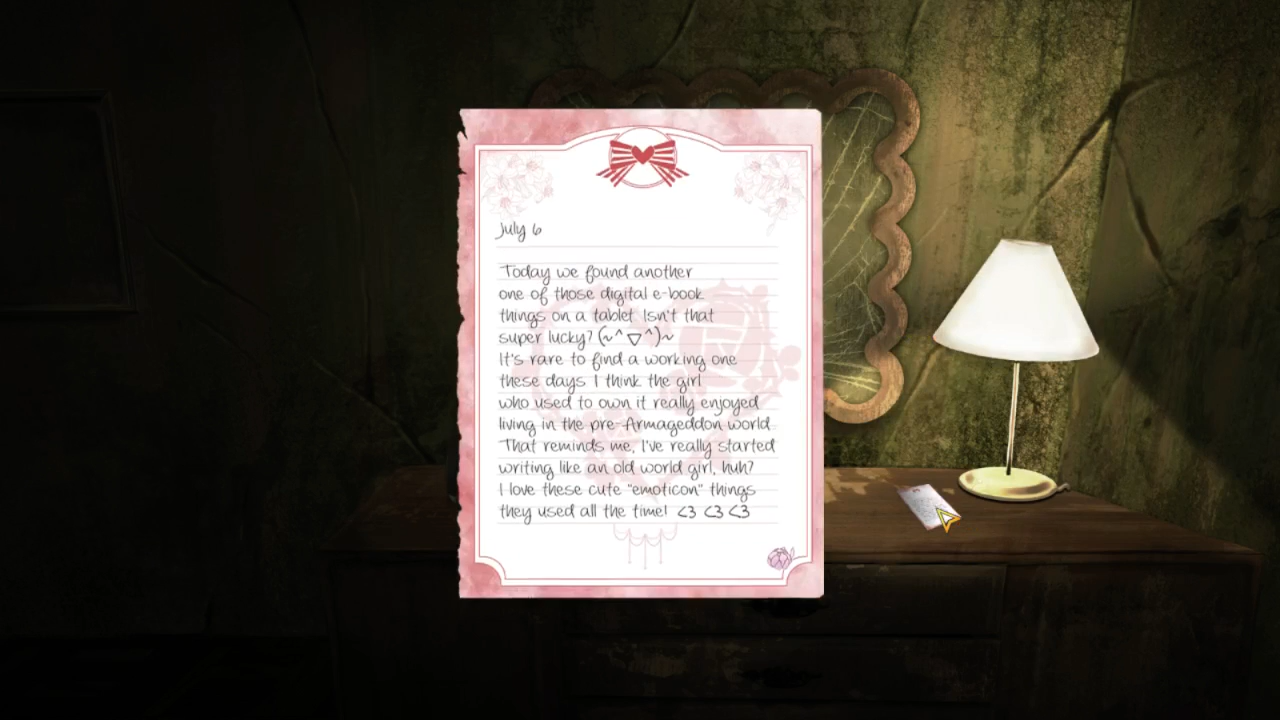 July 6
Today we found another
one of those digital e-book
things on a tablet Isn't that
super lucky? (~^▽^)~
It's rare to find a working one
these days I think the girl
who used to own it really enjoyed
living in the pre-Armageddon world
That reminds me, I've really started
writing like an old world girl, huh?
I love these cute "emoticon" things
they used all the time! <3 <3 <3